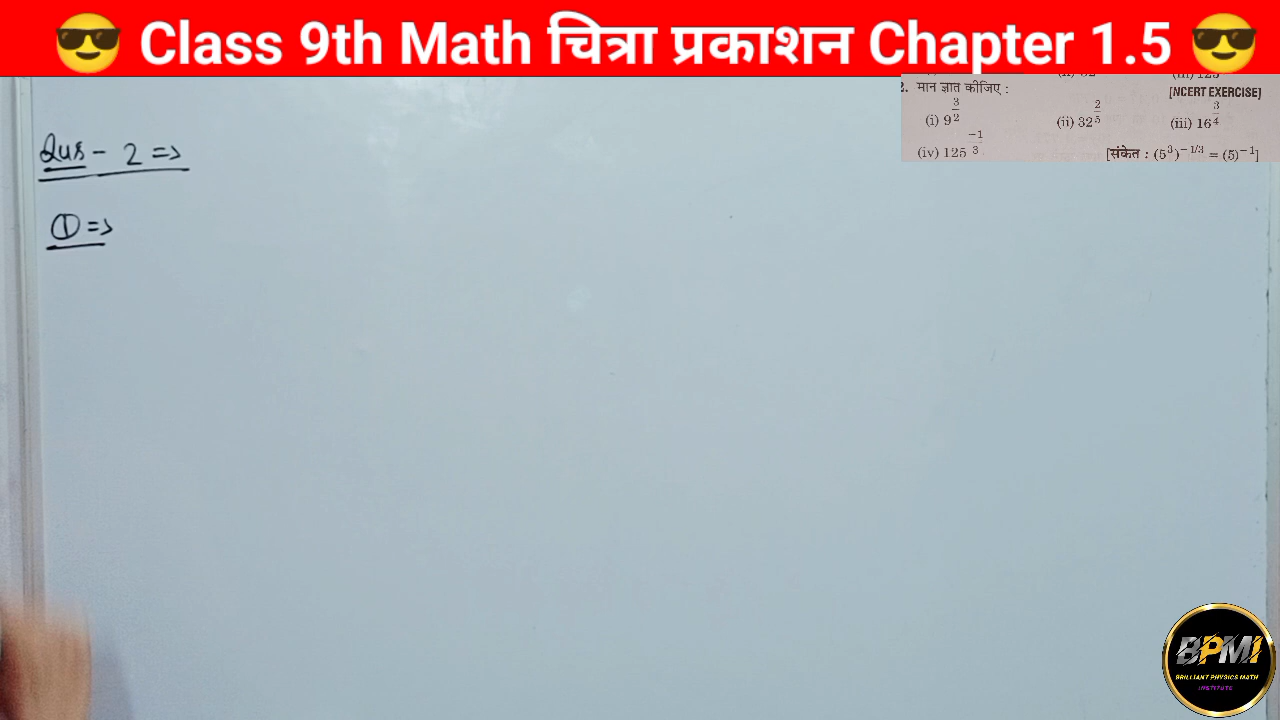 😎 Class 9th Math चित्रा प्रकाशन Chapter 1.5 😎
2. मान ज्ञात कीजिए :
[NCERT EXERCISE]
(i) 9^{3/2} (ii) 32^{2/5} (iii) 16^{3/4}
(iv) 125^{-1/3} [संकेत : (5^3)^{-1/3} = (5)^{-1}]
Qus - 2 =>
① =>
BPMI
BRILLIANT PHYSICS MATH
INSTITUTE